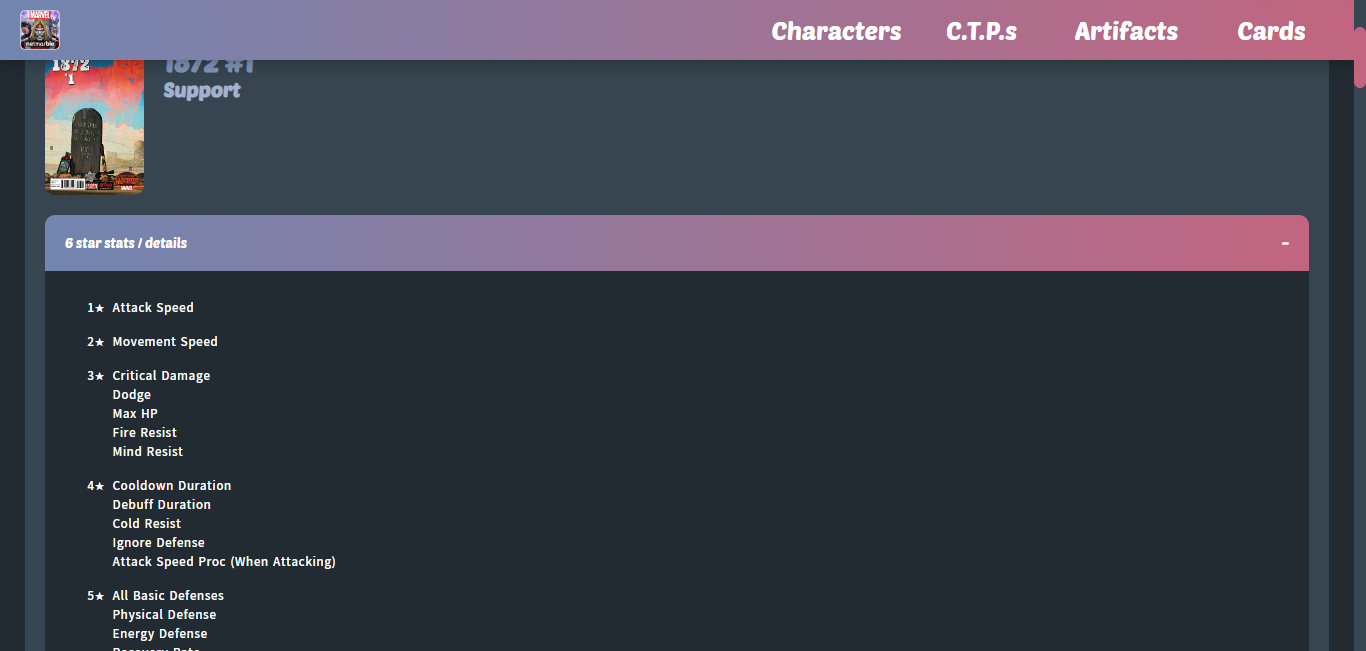 MARVEL
netmarble
Characters
C.T.P.s
Artifacts
Cards
1872
#1
1872 #1
Support
6 star stats / details
-
1★ Attack Speed
2★ Movement Speed
3★ Critical Damage
Dodge
Max HP
Fire Resist
Mind Resist
4★ Cooldown Duration
Debuff Duration
Cold Resist
Ignore Defense
Attack Speed Proc (When Attacking)
5★ All Basic Defenses
Physical Defense
Energy Defense
Recovery Rate